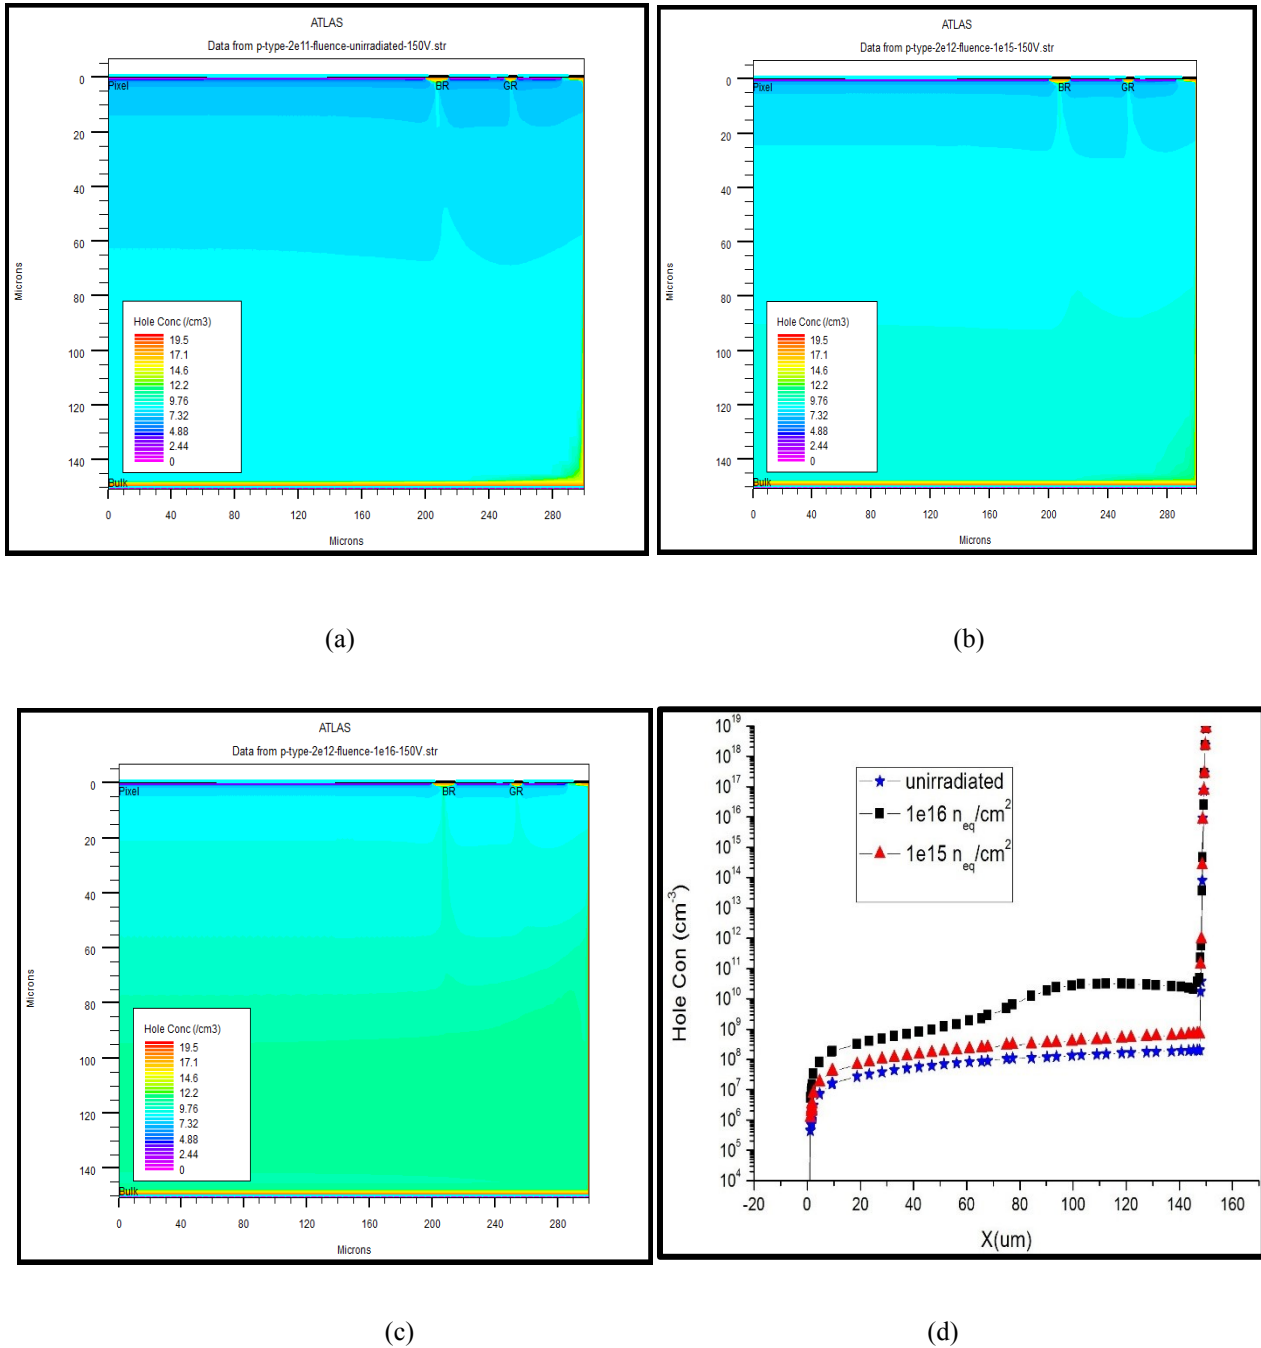 ATLAS
Data from p-type-2e11-fluence-unirradiated-150V.str
0
20
40
60
80
100
120
140
Microns
Pixel
BR
GR
Hole Conc (/cm3)
19.5
17.1
14.6
12.2
9.76
7.32
4.88
2.44
0
Bulk
0 40 80 120 160 200 240 280
Microns
(a)
ATLAS
Data from p-type-2e12-fluence-1e15-150V.str
0
20
40
60
80
100
120
140
Microns
Pixel
BR
GR
Hole Conc (/cm3)
19.5
17.1
14.6
12.2
9.76
7.32
4.88
2.44
0
Bulk
0 40 80 120 160 200 240 280
Microns
(b)
ATLAS
Data from p-type-2e12-fluence-1e16-150V.str
0
20
40
60
80
100
120
140
Microns
Pixel
BR
GR
Hole Conc (/cm3)
19.5
17.1
14.6
12.2
9.76
7.32
4.88
2.44
0
Bulk
0 40 80 120 160 200 240 280
Microns
(c)
10^19
10^18
10^17
10^16
10^15
10^14
10^13
10^12
10^11
10^10
10^9
10^8
10^7
10^6
10^5
10^4
Hole Con (cm^-3)
unirradiated
1e16 n_eq/cm^2
1e15 n_eq/cm^2
-20 0 20 40 60 80 100 120 140 160
X(um)
(d)